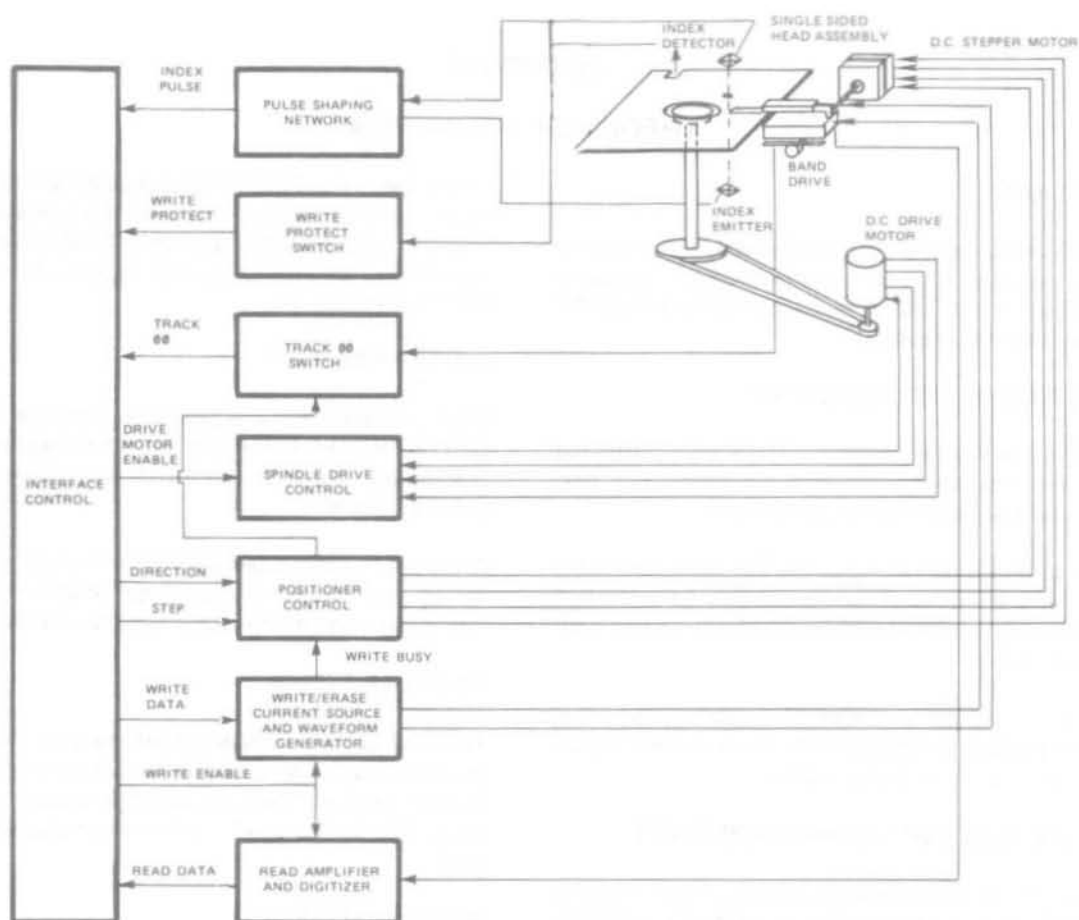 INDEX
DETECTOR
SINGLE SIDED
HEAD ASSEMBLY
D.C. STEPPER MOTOR
INDEX
PULSE
PULSE SHAPING
NETWORK
BAND
DRIVE
WRITE
PROTECT
WRITE
PROTECT
SWITCH
INDEX
EMITTER
D.C. DRIVE
MOTOR
TRACK
00
TRACK 00
SWITCH
DRIVE
MOTOR
ENABLE
SPINDLE DRIVE
CONTROL
INTERFACE
CONTROL
DIRECTION
STEP
POSITIONER
CONTROL
WRITE BUSY
WRITE
DATA
WRITE/ERASE
CURRENT SOURCE
AND WAVEFORM
GENERATOR
WRITE ENABLE
READ DATA
READ AMPLIFIER
AND DIGITIZER